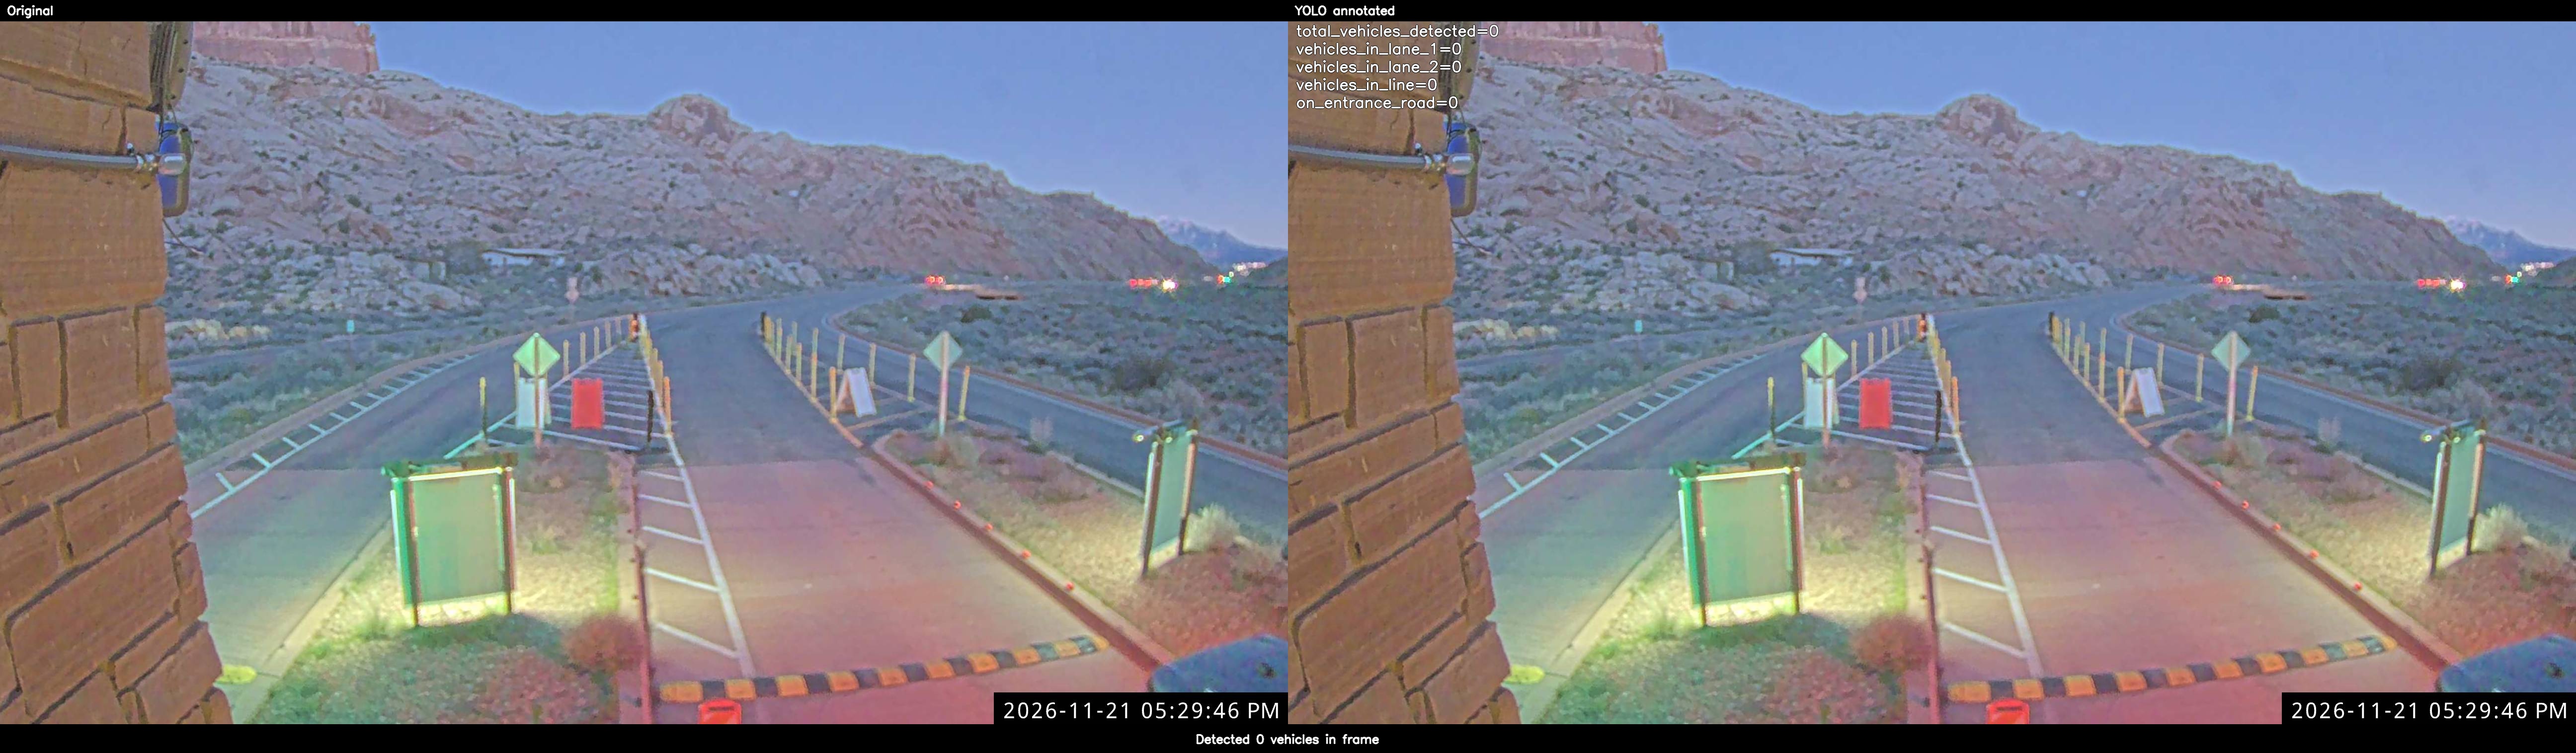 Original
YOLO annotated
total_vehicles_detected=0
vehicles_in_lane_1=0
vehicles_in_lane_2=0
vehicles_in_line=0
on_entrance_road=0
2026-11-21 05:29:46 PM
2026-11-21 05:29:46 PM
Detected 0 vehicles in frame